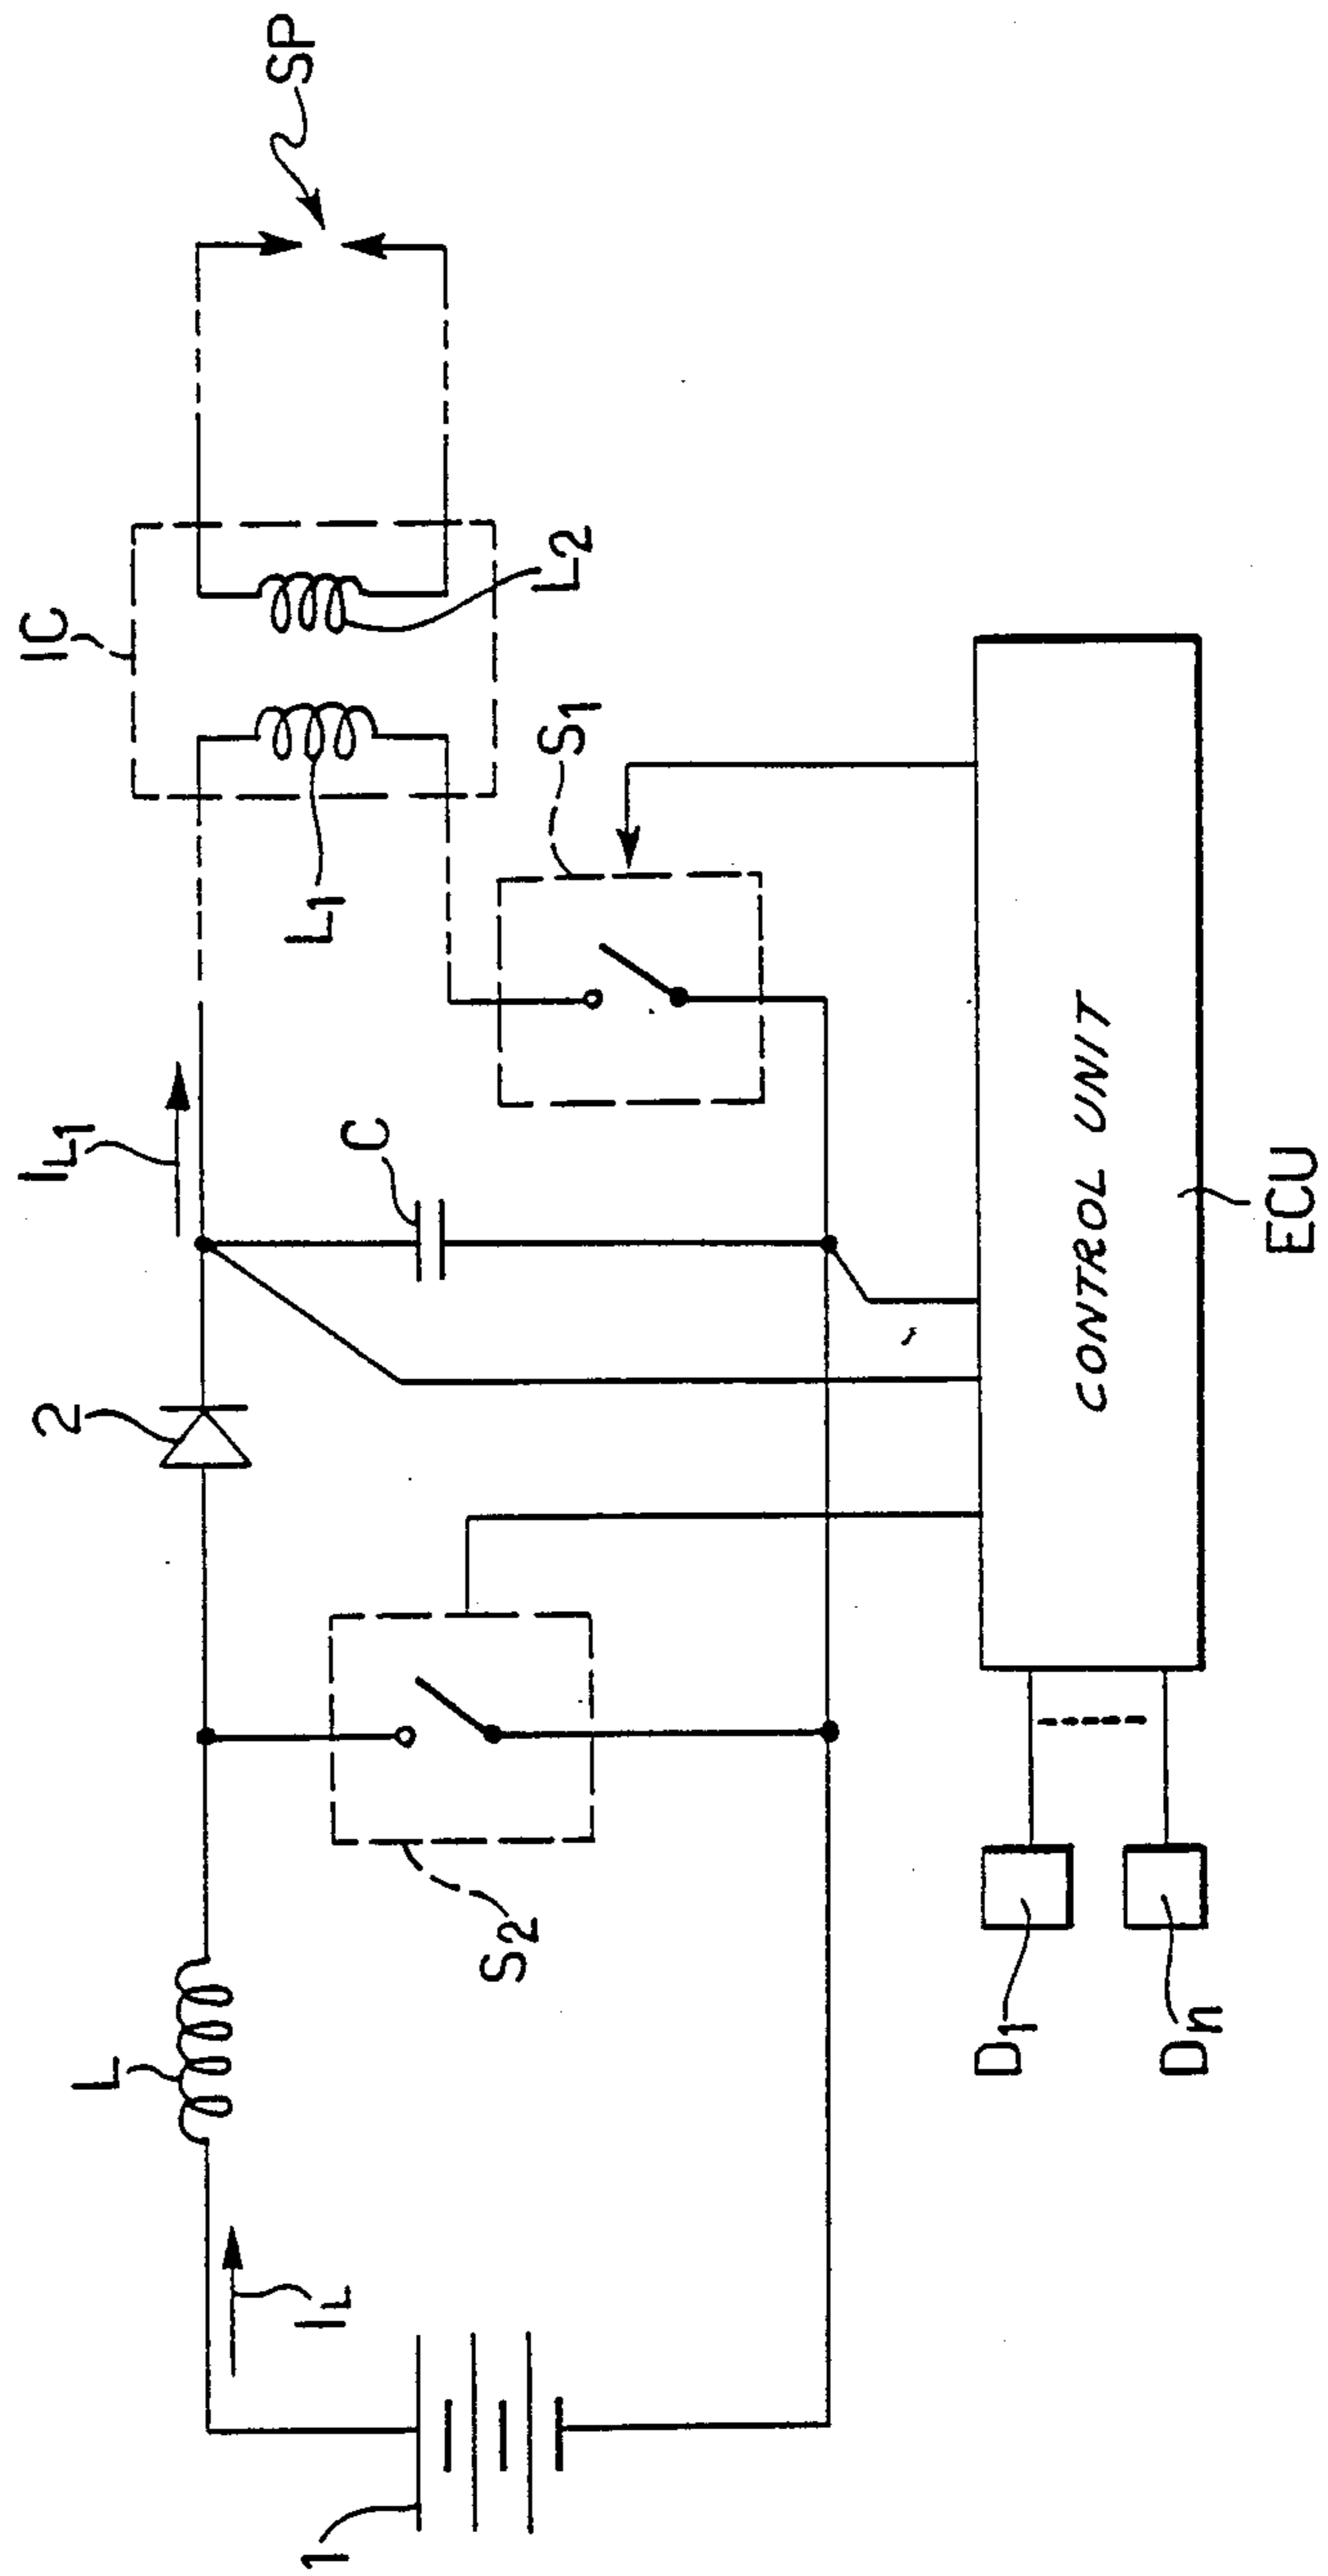 SP
IC
L2
L1
S1
IL1
C
2
S2
L
IL
1
CONTROL UNIT
ECU
D1
Dn